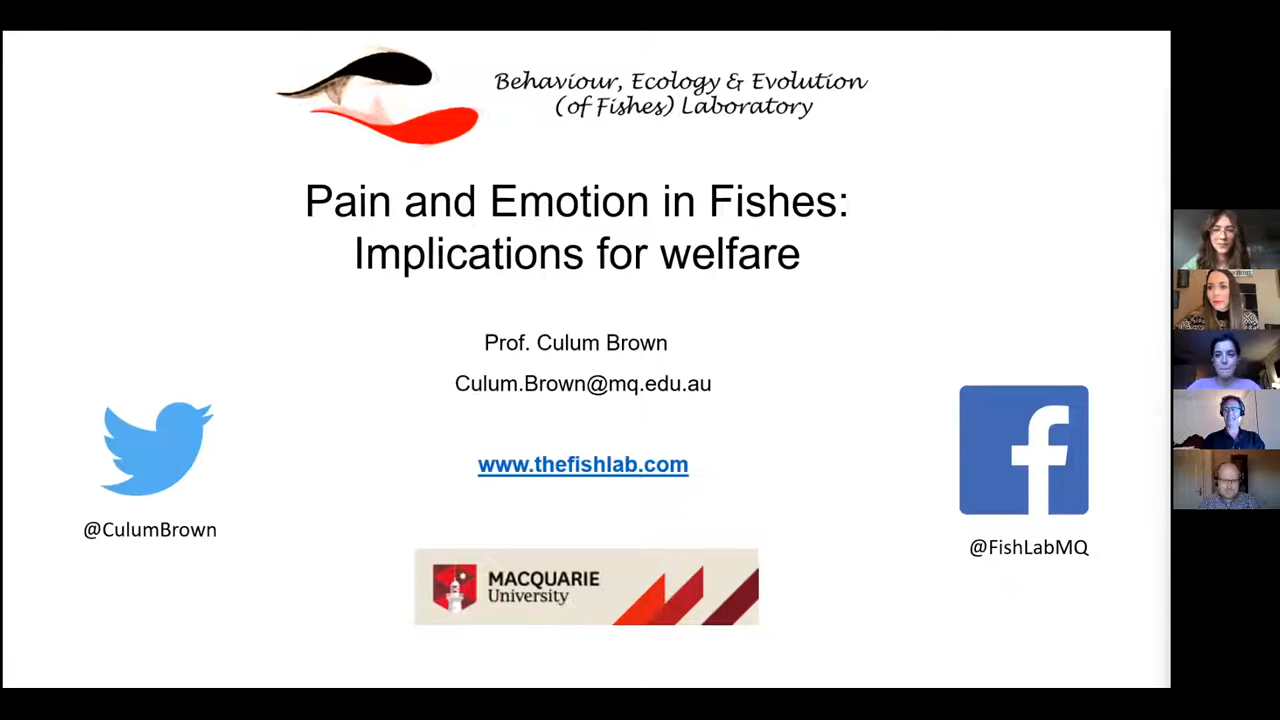 Behaviour, Ecology & Evolution
(of Fishes) Laboratory
Pain and Emotion in Fishes:
Implications for welfare
Prof. Culum Brown
Culum.Brown@mq.edu.au
www.thefishlab.com
@CulumBrown
@FishLabMQ
MACQUARIE
University